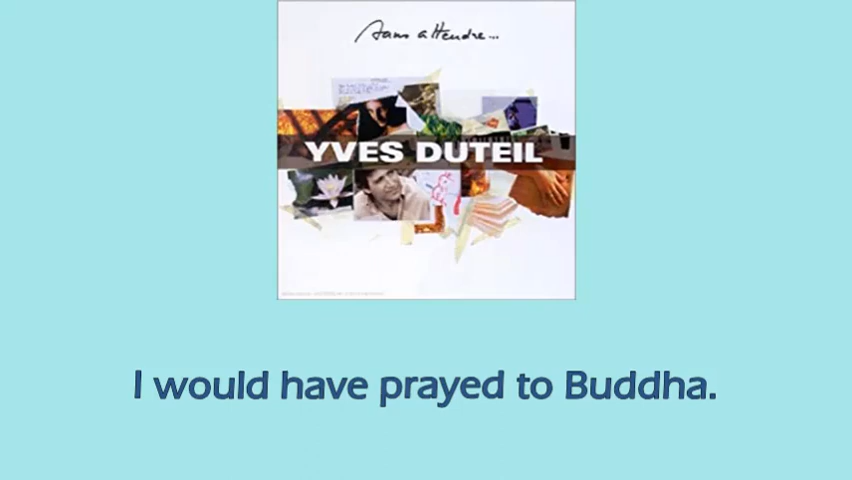 Sans attendre...
YVES DUTEIL
I would have prayed to Buddha.